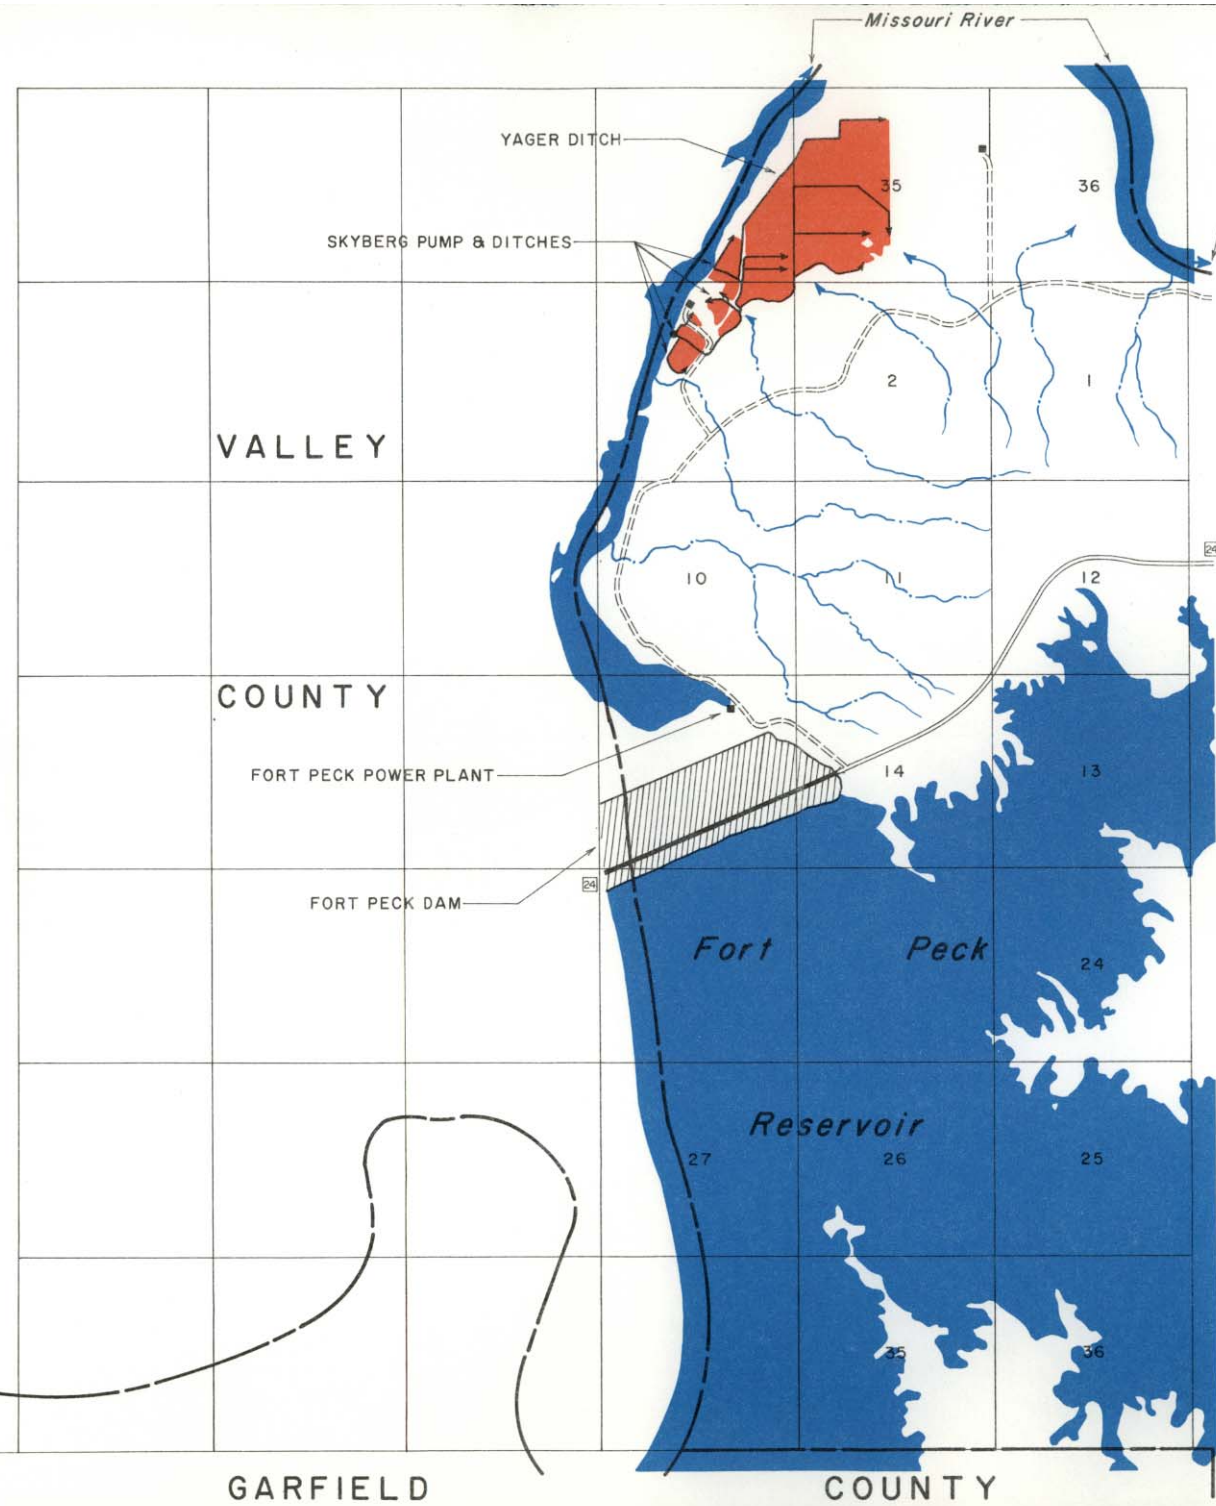 Missouri River
YAGER DITCH
35
36
SKYBERG PUMP & DITCHES
2
1
VALLEY
24
10
11
12
COUNTY
FORT PECK POWER PLANT
14
13
24
FORT PECK DAM
Fort Peck
24
Reservoir
27
26
25
35
36
GARFIELD COUNTY